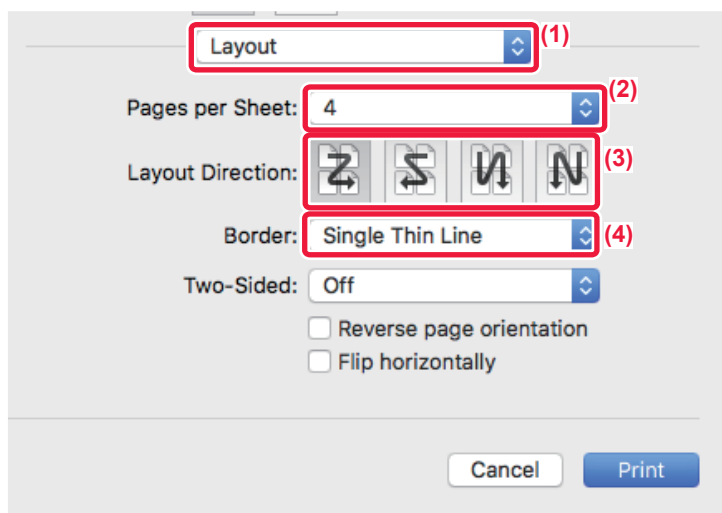 Layout (1)
Pages per Sheet: 4 (2)
Layout Direction: (3)
Border: Single Thin Line (4)
Two-Sided: Off
Reverse page orientation
Flip horizontally
Cancel Print